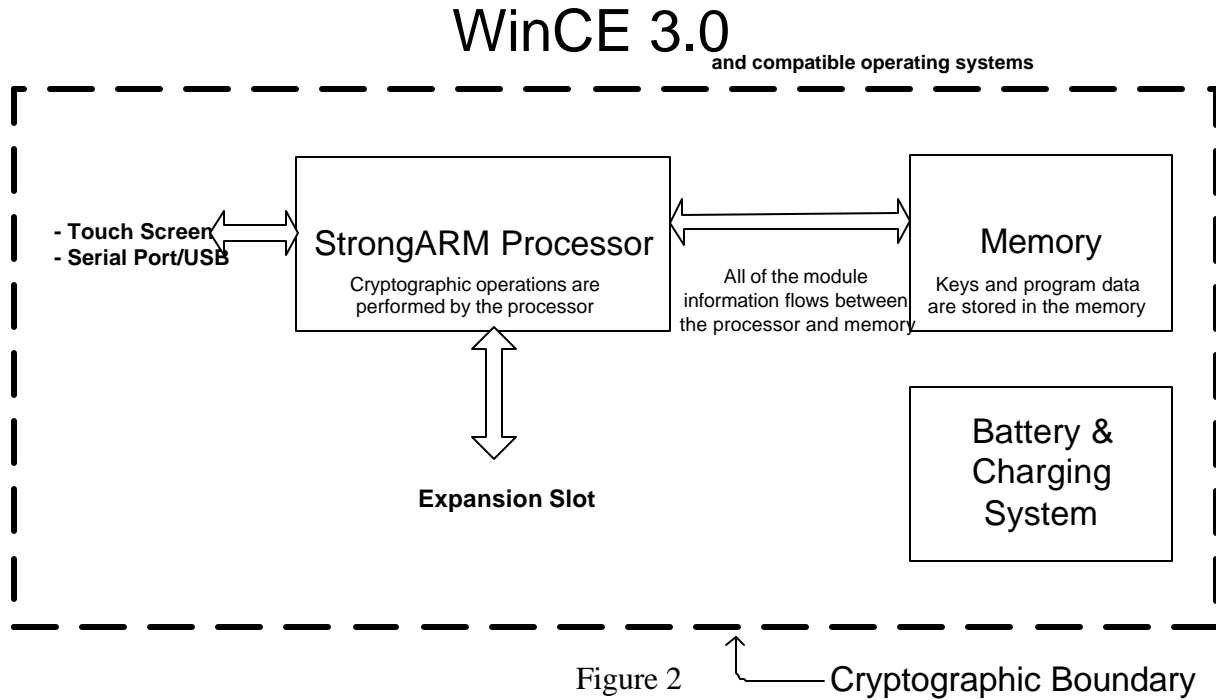 WinCE 3.0
and compatible operating systems
- Touch Screen
- Serial Port/USB
StrongARM Processor
Cryptographic operations are
performed by the processor
All of the module
information flows between
the processor and memory
Memory
Keys and program data
are stored in the memory
Expansion Slot
Battery &
Charging
System
Figure 2
Cryptographic Boundary